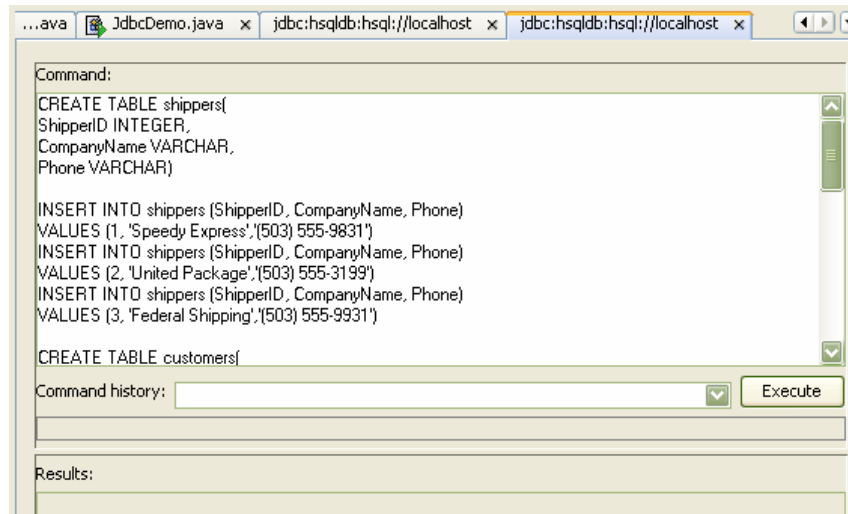 ...ava JdbcDemo.java x jdbc:hsqldb:hsql://localhost x jdbc:hsqldb:hsql://localhost x
Command:
CREATE TABLE shippers(
ShipperID INTEGER,
CompanyName VARCHAR,
Phone VARCHAR)
INSERT INTO shippers (ShipperID, CompanyName, Phone)
VALUES (1, 'Speedy Express','(503) 555-9831')
INSERT INTO shippers (ShipperID, CompanyName, Phone)
VALUES (2, 'United Package','(503) 555-3199')
INSERT INTO shippers (ShipperID, CompanyName, Phone)
VALUES (3, 'Federal Shipping','(503) 555-9931')
CREATE TABLE customers(
Command history:
Execute
Results: